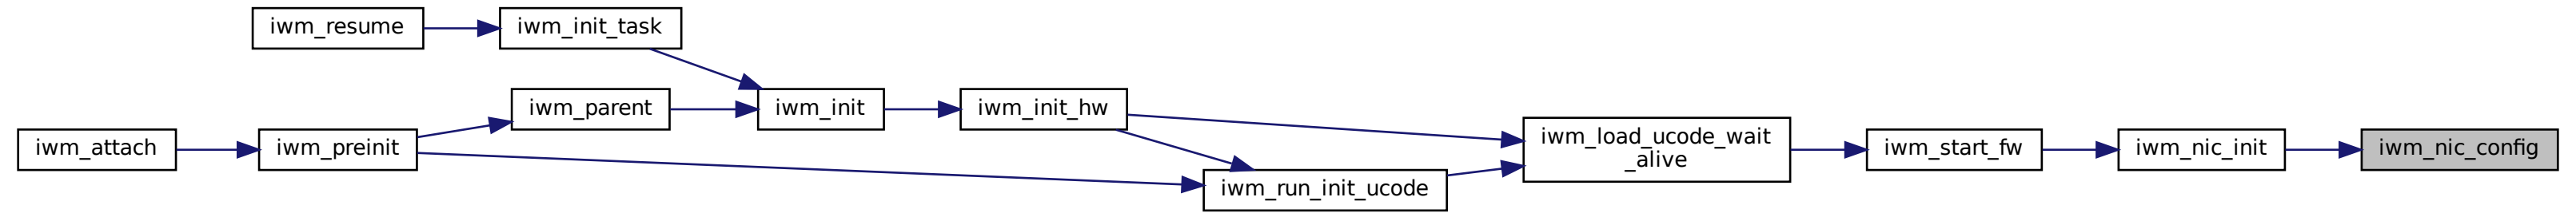 iwm_resume
iwm_init_task
iwm_parent
iwm_init
iwm_init_hw
iwm_attach
iwm_preinit
iwm_load_ucode_wait
_alive
iwm_start_fw
iwm_nic_init
iwm_nic_config
iwm_run_init_ucode